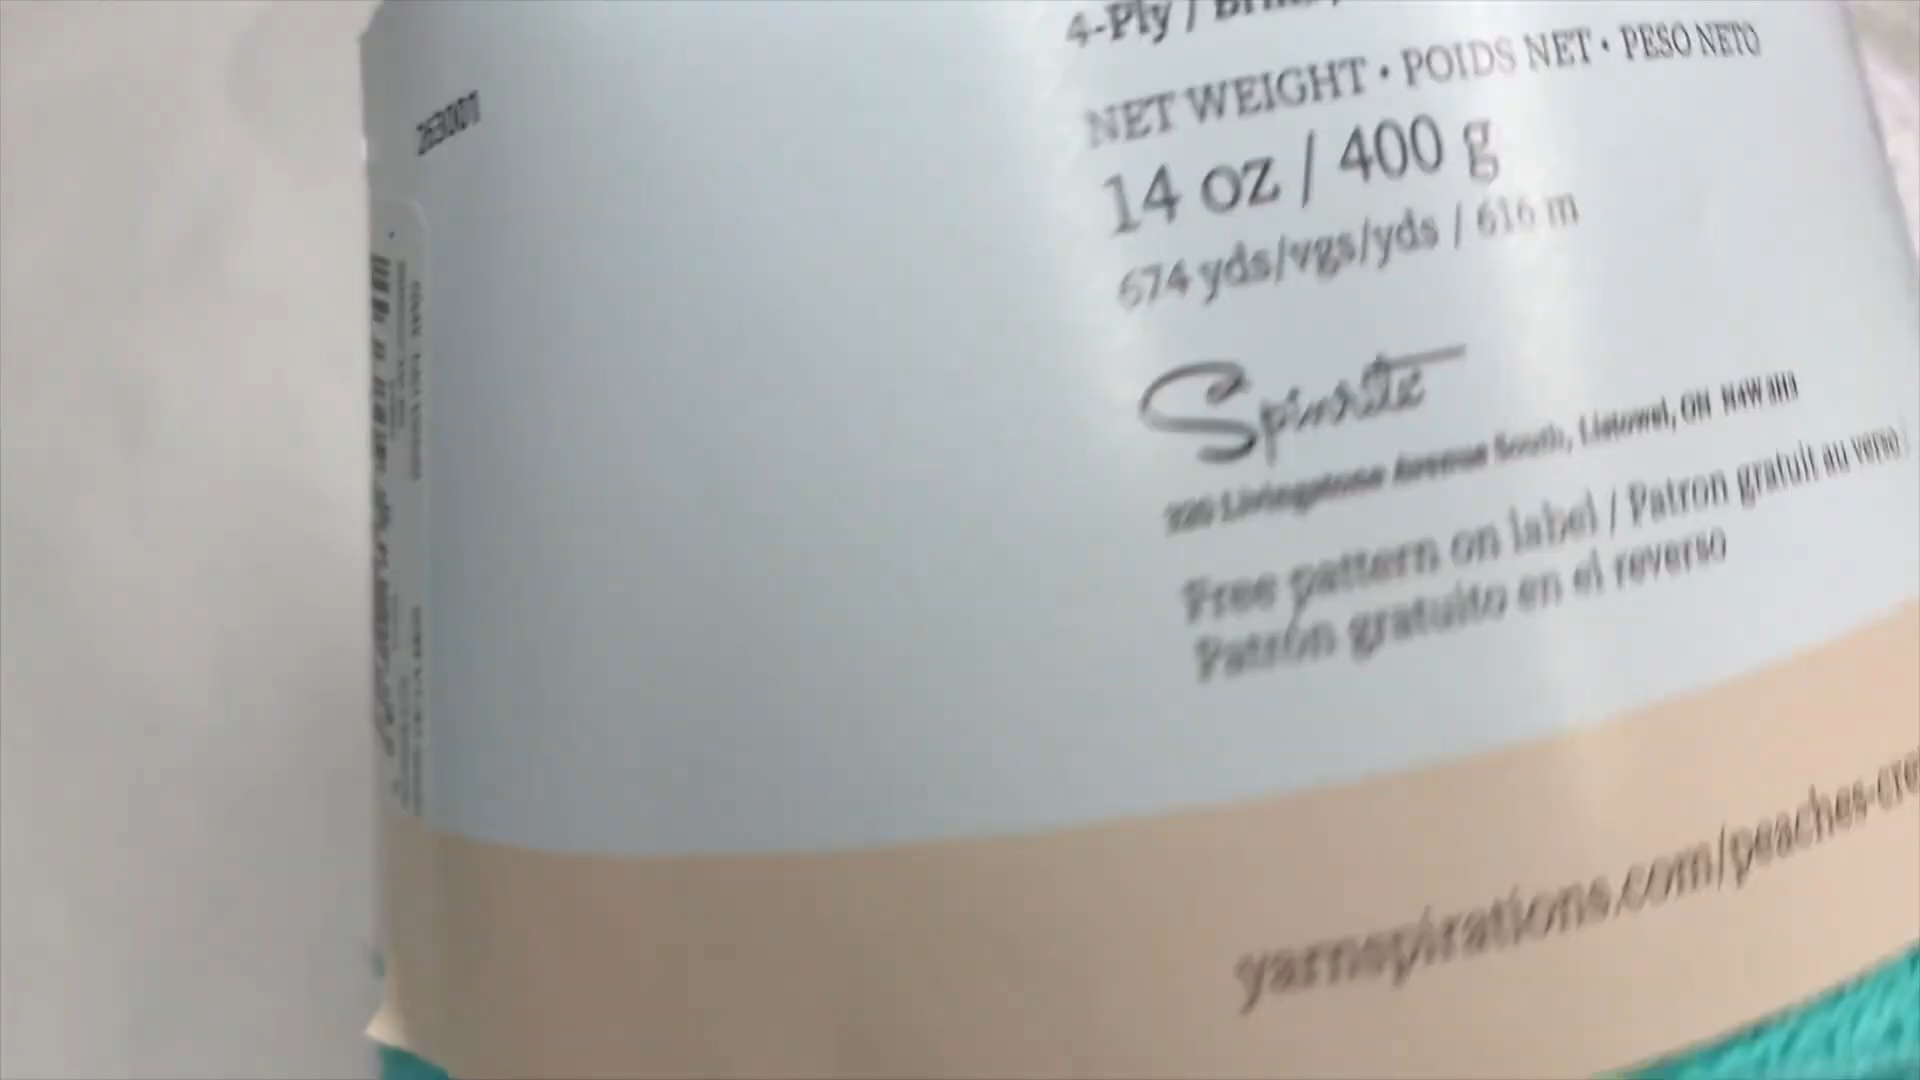 4-Ply /
NET WEIGHT • POIDS NET • PESO NETO
14 oz / 400 g
674 yds/vgs/yds / 616 m
Spinrite
320 Livingstone Avenue South, Listowel, ON N4W 3H3
Free pattern on label / Patron gratuit au verso /
Patrón gratuito en el reverso
yarnspirations.com/peaches-cre